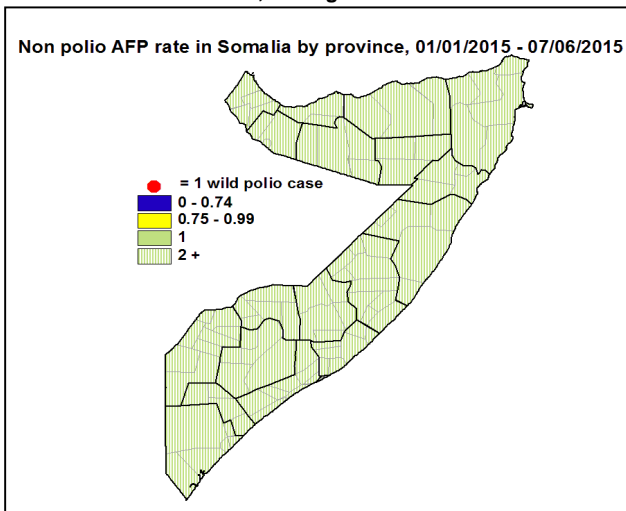 Non polio AFP rate in Somalia by province, 01/01/2015 - 07/06/2015
= 1 wild polio case
0 - 0.74
0.75 - 0.99
1
2 +